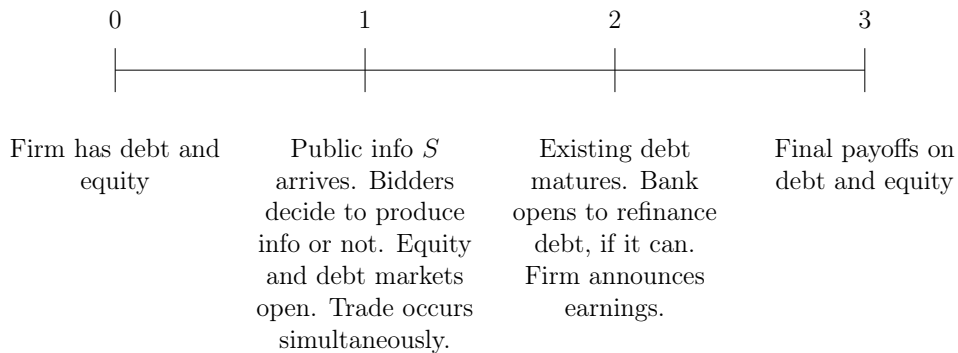 0
1
2
3
Firm has debt and
equity
Public info S
arrives. Bidders
decide to produce
info or not. Equity
and debt markets
open. Trade occurs
simultaneously.
Existing debt
matures. Bank
opens to refinance
debt, if it can.
Firm announces
earnings.
Final payoffs on
debt and equity